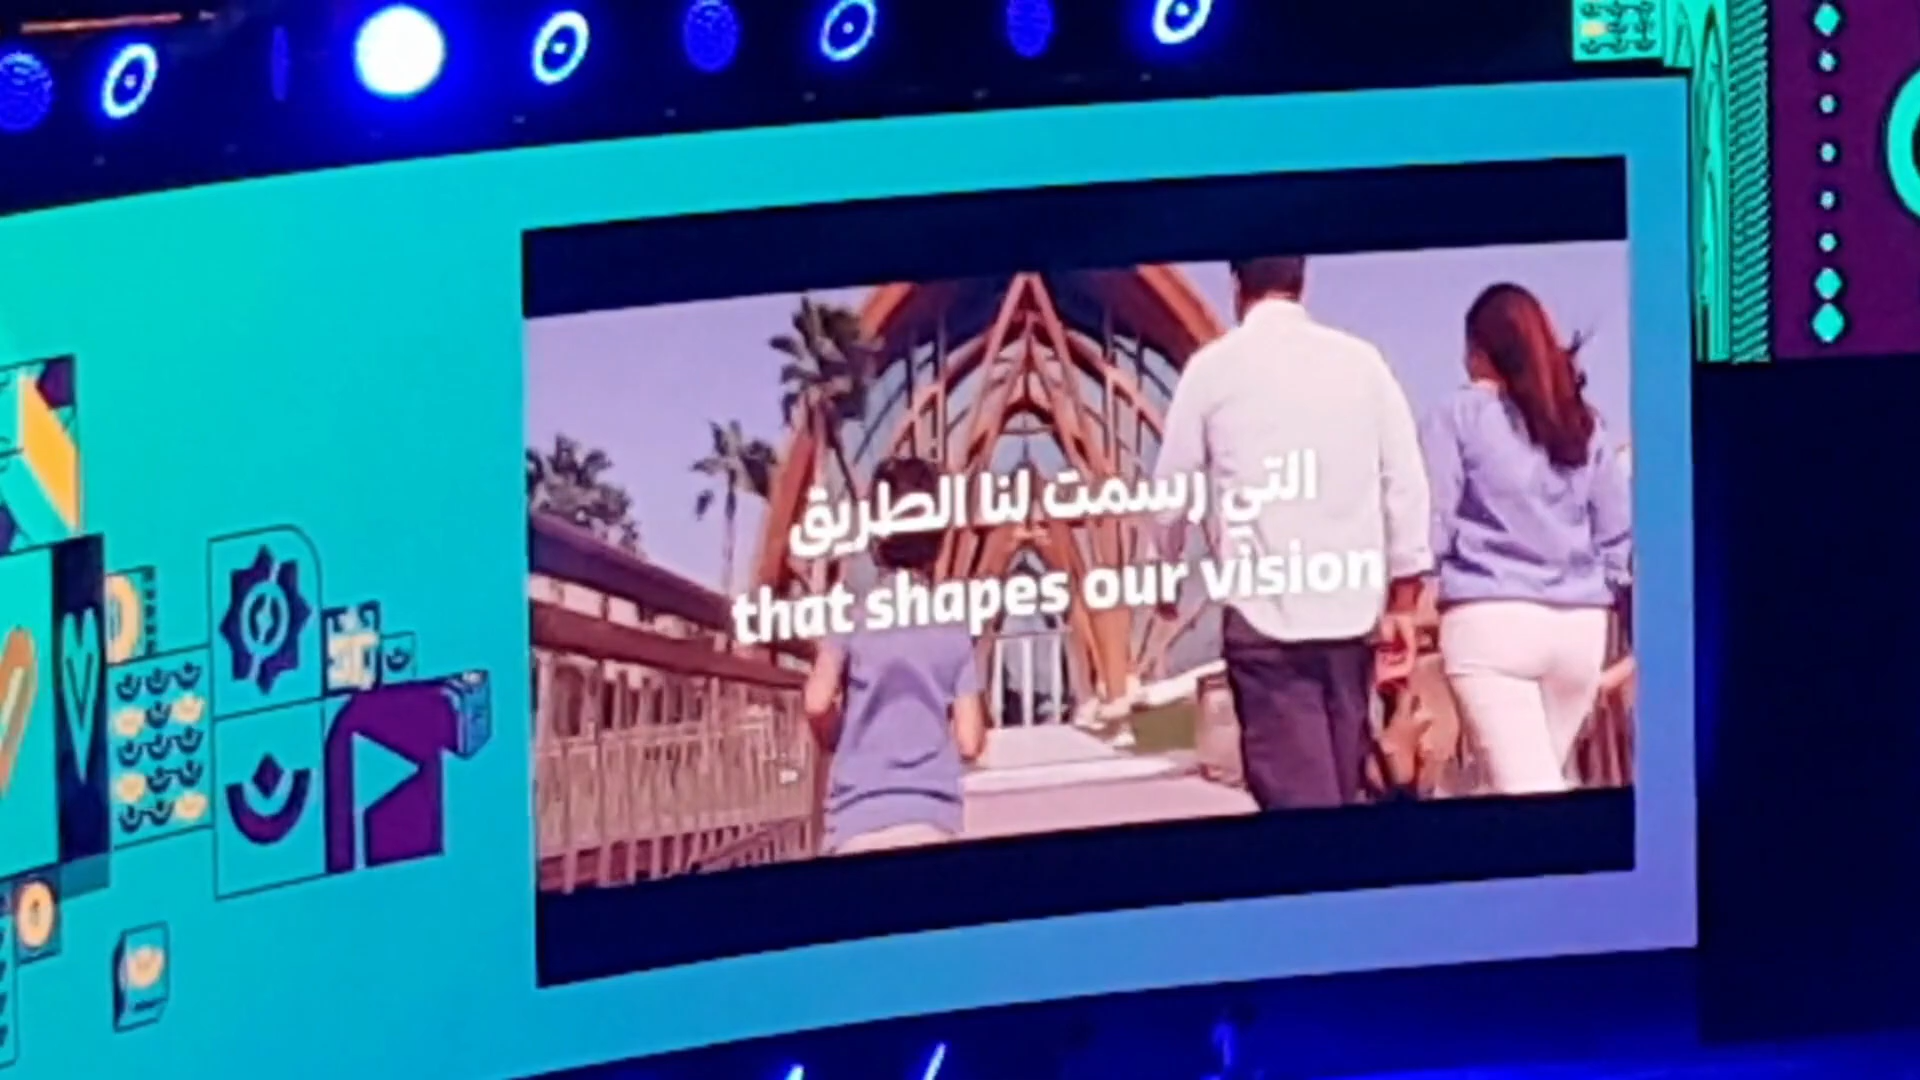 التي رسمت لنا الطريق
that shapes our vision